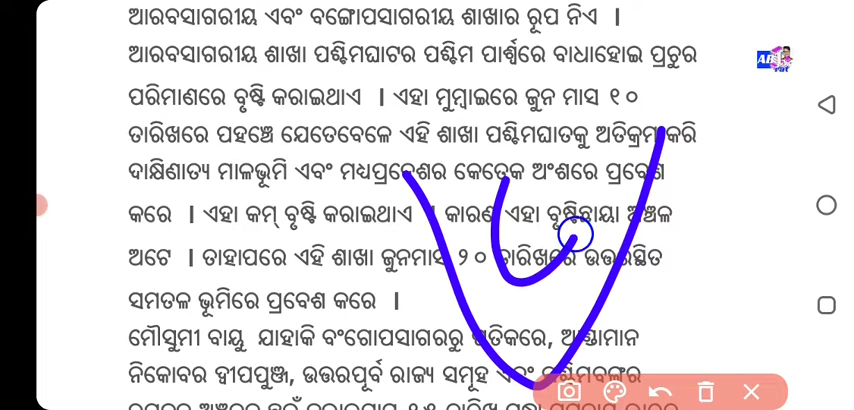 ଆରବସାଗରୀୟ ଏବଂ ବଙ୍ଗୋପସାଗରୀୟ ଶାଖାର ରୂପ ନିଏ ।
ଆରବସାଗରୀୟ ଶାଖା ପଶ୍ଚିମଘାଟର ପଶ୍ଚିମ ପାର୍ଶ୍ୱରେ ବାଧାହୋଇ ପ୍ରଚୁର
ପରିମାଣରେ ବୃଷ୍ଟି କରାଇଥାଏ । ଏହା ମୁମ୍ବାଇରେ ଜୁନ ମାସ ୧୦
ତାରିଖରେ ପହଞ୍ଚେ ଯେତେବେଳେ ଏହି ଶାଖା ପଶ୍ଚିମଘାତକୁ ଅତିକ୍ରମ କରି
ଦାକ୍ଷିଣାତ୍ୟ ମାଳଭୂମି ଏବଂ ମଧ୍ୟପ୍ରଦେଶର କେତେକ ଅଂଶରେ ପ୍ରବେଶ
କରେ । ଏହା କମ୍ ବୃଷ୍ଟି କରାଇଥାଏ । କାରଣ ଏହା ବୃଷ୍ଟିଛାୟା ଅଞ୍ଚଳ
ଅଟେ । ତାହାପରେ ଏହି ଶାଖା ଜୁନମାସ ୨୦ ତାରିଖରେ ଉତ୍ତରସ୍ଥିତ
ସମତଳ ଭୂମିରେ ପ୍ରବେଶ କରେ ।
ମୌସୁମୀ ବାୟୁ ଯାହାକି ବଂଗୋପସାଗରରୁ ଗତିକରେ, ଆଣ୍ଡାମାନ
ନିକୋବର ଦ୍ୱୀପପୁଞ୍ଜ, ଉତ୍ତରପୂର୍ବ ରାଜ୍ୟ ସମୂହ ଏବଂ ପଶ୍ଚିମବଙ୍ଗର